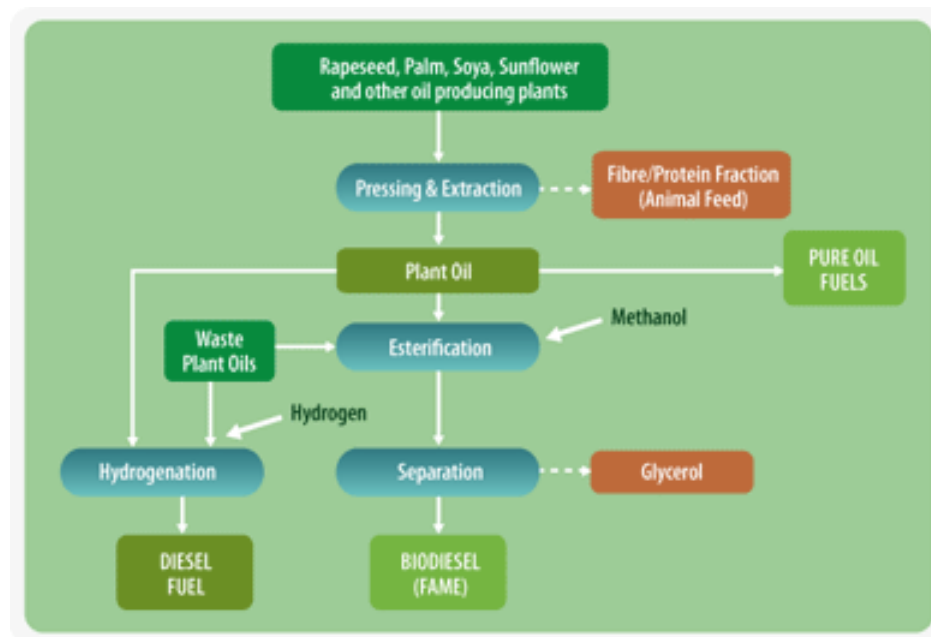 Rapeseed, Palm, Soya, Sunflower
and other oil producing plants
Pressing & Extraction
Fibre/Protein Fraction
(Animal Feed)
Plant Oil
PURE OIL
FUELS
Methanol
Waste
Plant Oils
Esterification
Hydrogen
Hydrogenation
Separation
Glycerol
DIESEL
FUEL
BIODIESEL
(FAME)